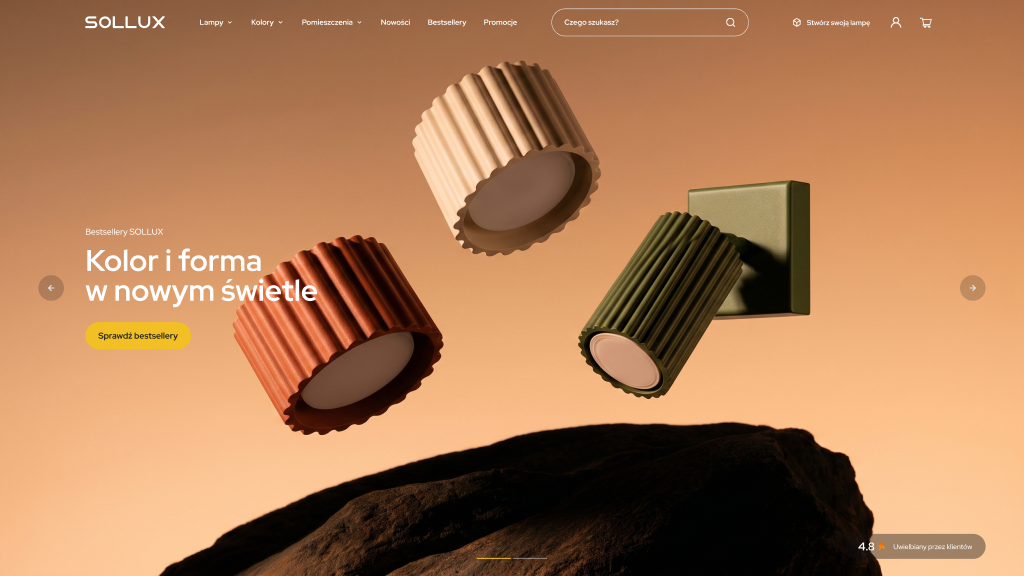 SOLLUX
Lampy
Kolory
Pomieszczenia
Nowości
Bestsellery
Promocje
Czego szukasz?
Stwórz swoją lampę
Bestsellery SOLLUX
Kolor i forma
w nowym świetle
Sprawdź bestsellery
4.8
Uwielbiany przez klientów